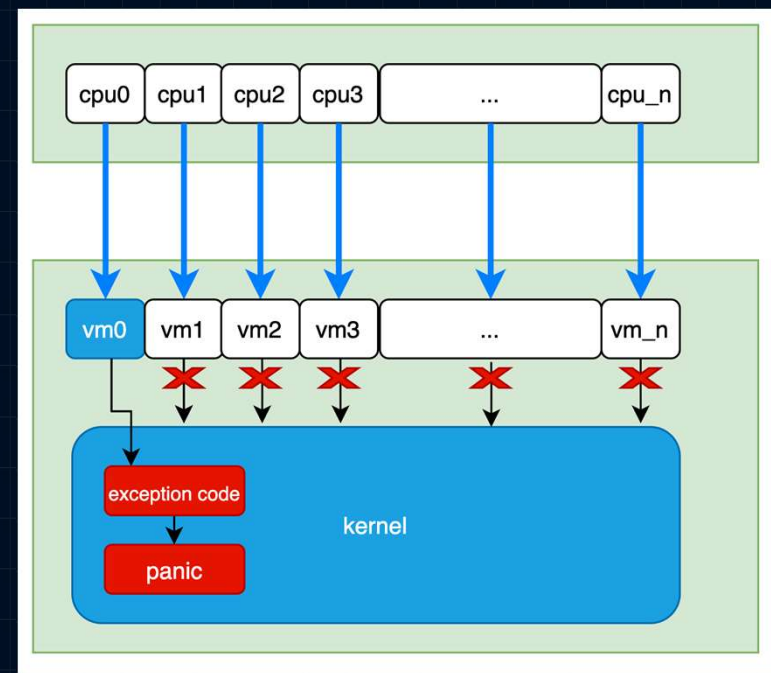 cpu0 cpu1 cpu2 cpu3 ... cpu_n
vm0 vm1 vm2 vm3 ... vm_n
exception code
kernel
panic